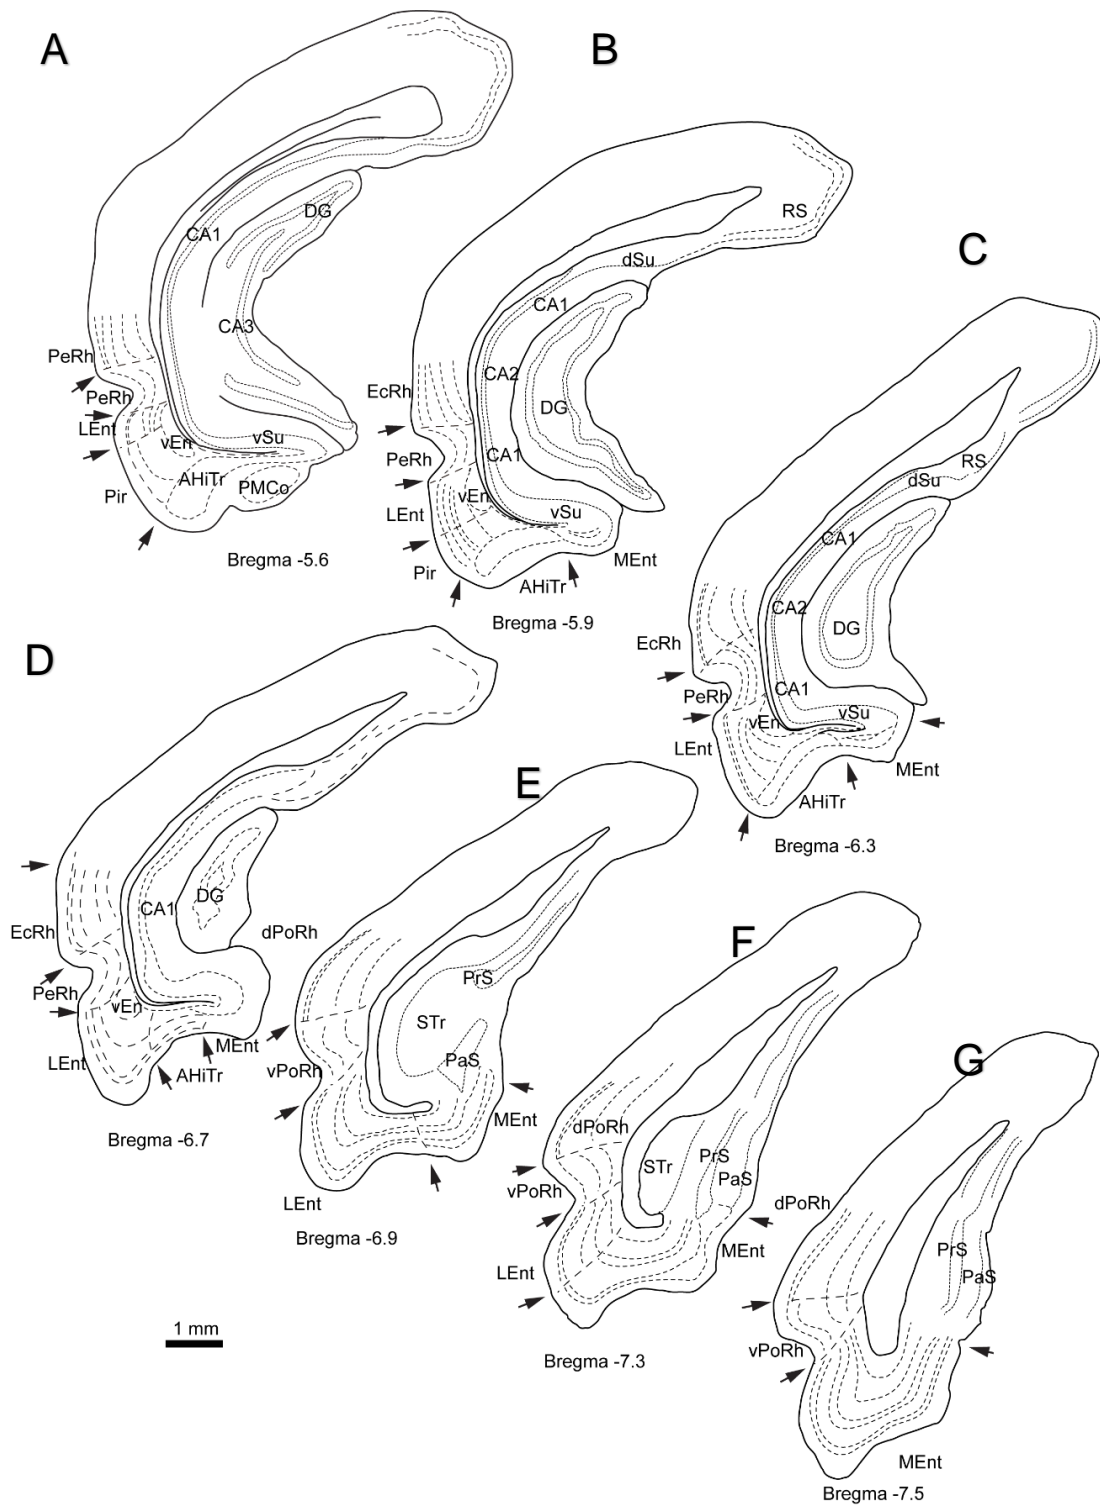 A
DG
CA1
CA3
PeRh
PeRh
LEnt
vEn
vSu
AHiTr
PMCo
Pir
Bregma -5.6
B
RS
dSu
CA1
CA2
EcRh
DG
CA1
PeRh
vEn
LEnt
vSu
Pir
AHiTr
MEnt
Bregma -5.9
C
RS
dSu
CA1
CA2
DG
EcRh
CA1
PeRh
vSu
vEn
LEnt
MEnt
AHiTr
Bregma -6.3
D
DG
CA1
EcRh
PeRh
vEn
MEnt
LEnt
AHiTr
Bregma -6.7
E
dPoRh
PrS
STr
PaS
vPoRh
MEnt
LEnt
Bregma -6.9
F
dPoRh
PrS
STr
PaS
vPoRh
MEnt
LEnt
Bregma -7.3
G
dPoRh
PrS
PaS
vPoRh
MEnt
Bregma -7.5
1 mm